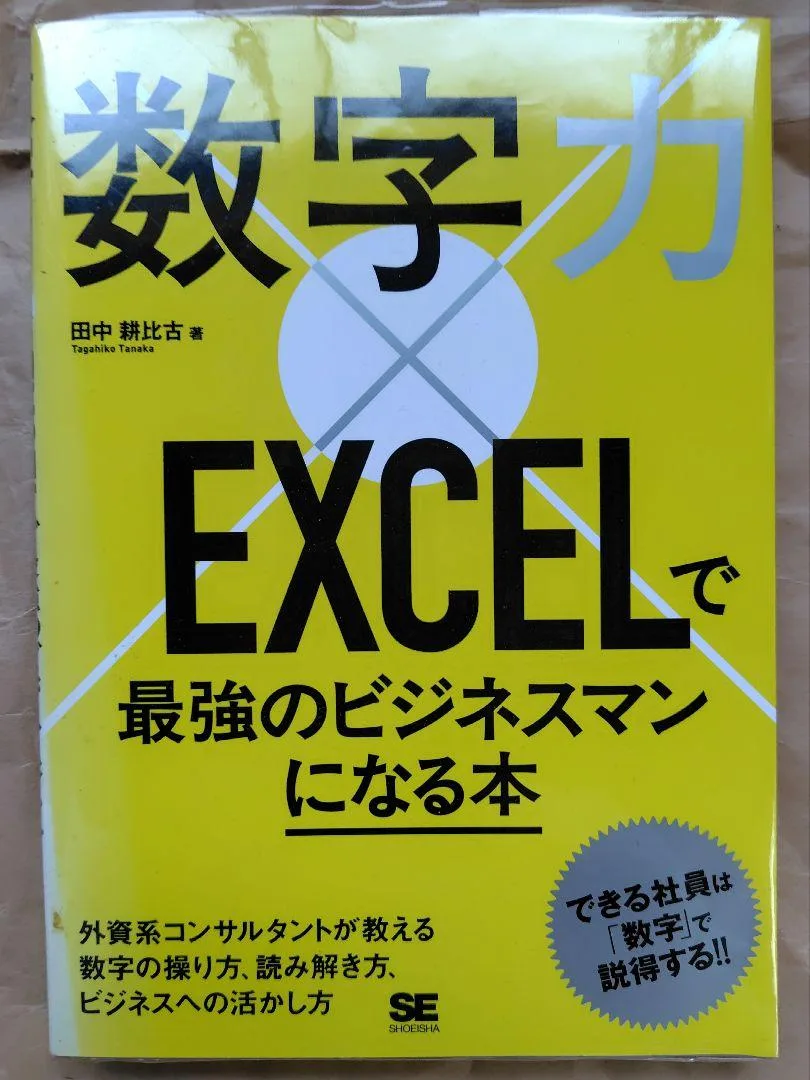 数字力
田中 耕比古 著
Tagahiko Tanaka
×
EXCELで
最強のビジネスマン
になる本
できる社員は
「数字」で
説得する!!
外資系コンサルタントが教える
数字の操り方、読み解き方、
ビジネスへの活かし方
SE
SHOEISHA